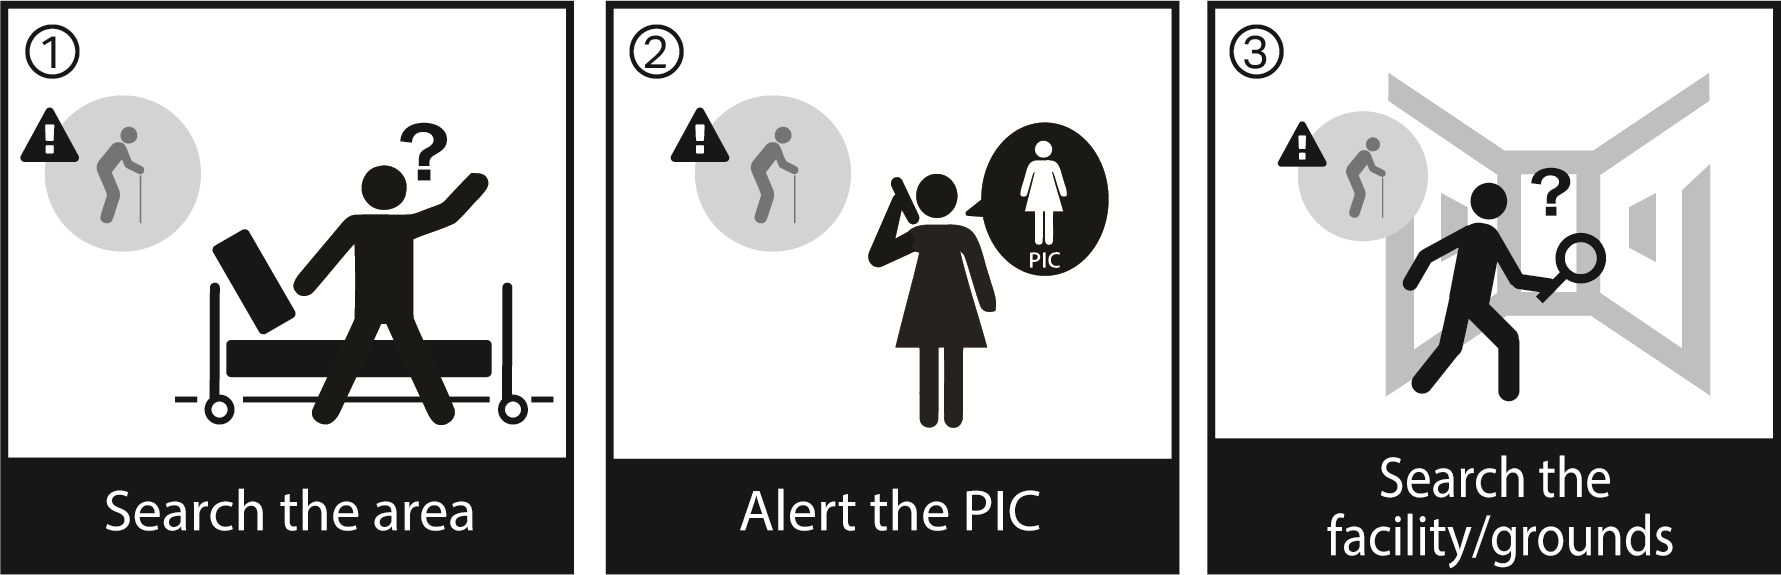 ①
?
Search the area
②
PIC
Alert the PIC
③
?
Search the
facility/grounds